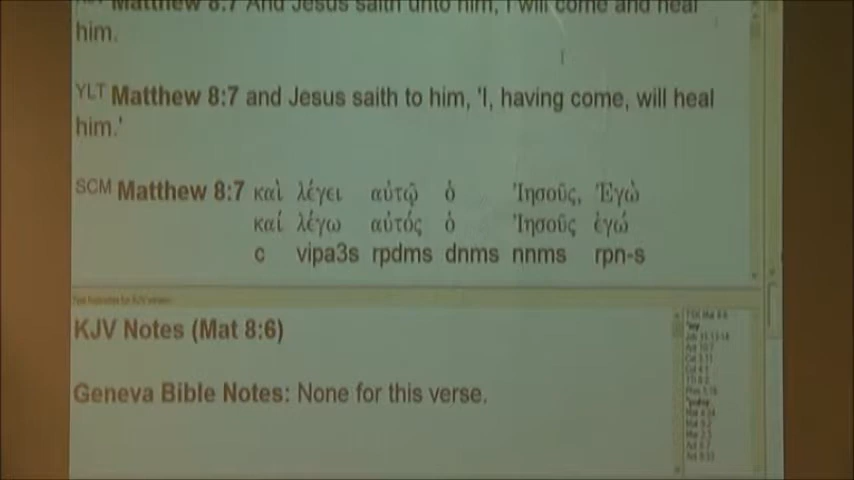 Matthew 8:7 And Jesus saith unto him, I will come and heal
him.
YLT Matthew 8:7 and Jesus saith to him, 'I, having come, will heal
him.'
SCM Matthew 8:7 καὶ λέγει αὐτῷ ὁ Ἰησοῦς, Ἐγὼ
καί λέγω αὐτός ὁ Ἰησοῦς ἐγώ
c vipa3s rpdms dnms nnms rpn-s
KJV Notes (Mat 8:6)
Geneva Bible Notes: None for this verse.